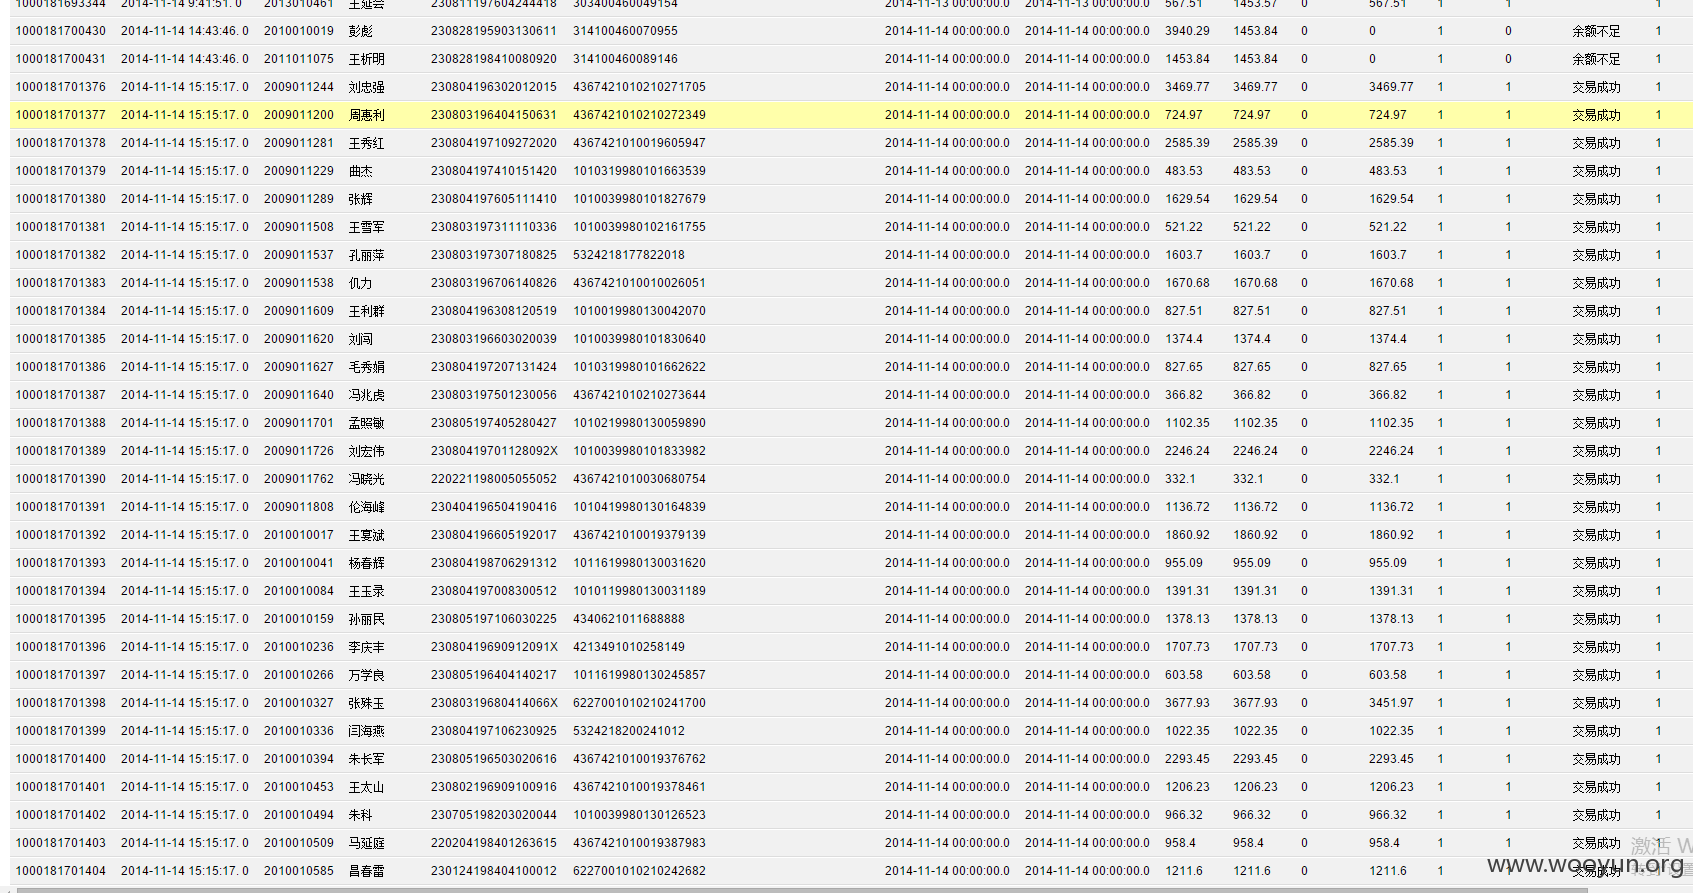 1000181693344 2014-11-14 9:41:51. 0 2013010461 王延会 230811197604244418 303400460049154 2014-11-13 00:00:00.0 2014-11-13 00:00:00.0 567.51 1453.57 0 567.51 1 1 1
1000181700430 2014-11-14 14:43:46. 0 2010010019 彭彪 230828195903130611 314100460070955 2014-11-14 00:00:00.0 2014-11-14 00:00:00.0 3940.29 1453.84 0 0 1 0 余额不足 1
1000181700431 2014-11-14 14:43:46. 0 2011011075 王析明 230828198410080920 314100460089146 2014-11-14 00:00:00.0 2014-11-14 00:00:00.0 1453.84 1453.84 0 0 1 0 余额不足 1
1000181701376 2014-11-14 15:15:17. 0 2009011244 刘忠强 230804196302012015 4367421010210271705 2014-11-14 00:00:00.0 2014-11-14 00:00:00.0 3469.77 3469.77 0 3469.77 1 1 交易成功 1
1000181701377 2014-11-14 15:15:17. 0 2009011200 周惠利 230803196404150631 4367421010210272349 2014-11-14 00:00:00.0 2014-11-14 00:00:00.0 724.97 724.97 0 724.97 1 1 交易成功 1
1000181701378 2014-11-14 15:15:17. 0 2009011281 王秀红 230804197109272020 4367421010019605947 2014-11-14 00:00:00.0 2014-11-14 00:00:00.0 2585.39 2585.39 0 2585.39 1 1 交易成功 1
1000181701379 2014-11-14 15:15:17. 0 2009011229 曲杰 230804197410151420 1010319980101663539 2014-11-14 00:00:00.0 2014-11-14 00:00:00.0 483.53 483.53 0 483.53 1 1 交易成功 1
1000181701380 2014-11-14 15:15:17. 0 2009011289 张辉 230804197605111410 1010039980101827679 2014-11-14 00:00:00.0 2014-11-14 00:00:00.0 1629.54 1629.54 0 1629.54 1 1 交易成功 1
1000181701381 2014-11-14 15:15:17. 0 2009011508 王雪军 230803197311110336 1010039980102161755 2014-11-14 00:00:00.0 2014-11-14 00:00:00.0 521.22 521.22 0 521.22 1 1 交易成功 1
1000181701382 2014-11-14 15:15:17. 0 2009011537 孔丽萍 230803197307180825 5324218177822018 2014-11-14 00:00:00.0 2014-11-14 00:00:00.0 1603.7 1603.7 0 1603.7 1 1 交易成功 1
1000181701383 2014-11-14 15:15:17. 0 2009011538 仉力 230803196706140826 4367421010010026051 2014-11-14 00:00:00.0 2014-11-14 00:00:00.0 1670.68 1670.68 0 1670.68 1 1 交易成功 1
1000181701384 2014-11-14 15:15:17. 0 2009011609 王利群 230804196308120519 1010019980130042070 2014-11-14 00:00:00.0 2014-11-14 00:00:00.0 827.51 827.51 0 827.51 1 1 交易成功 1
1000181701385 2014-11-14 15:15:17. 0 2009011620 刘闯 230803196603020039 1010039980101830640 2014-11-14 00:00:00.0 2014-11-14 00:00:00.0 1374.4 1374.4 0 1374.4 1 1 交易成功 1
1000181701386 2014-11-14 15:15:17. 0 2009011627 毛秀娟 230804197207131424 1010319980101662622 2014-11-14 00:00:00.0 2014-11-14 00:00:00.0 827.65 827.65 0 827.65 1 1 交易成功 1
1000181701387 2014-11-14 15:15:17. 0 2009011640 冯兆虎 230803197501230056 4367421010210273644 2014-11-14 00:00:00.0 2014-11-14 00:00:00.0 366.82 366.82 0 366.82 1 1 交易成功 1
1000181701388 2014-11-14 15:15:17. 0 2009011701 孟照敏 230805197405280427 1010219980130059890 2014-11-14 00:00:00.0 2014-11-14 00:00:00.0 1102.35 1102.35 0 1102.35 1 1 交易成功 1
1000181701389 2014-11-14 15:15:17. 0 2009011726 刘宏伟 23080419701128092X 1010039980101833982 2014-11-14 00:00:00.0 2014-11-14 00:00:00.0 2246.24 2246.24 0 2246.24 1 1 交易成功 1
1000181701390 2014-11-14 15:15:17. 0 2009011762 冯晓光 220221198005055052 4367421010030680754 2014-11-14 00:00:00.0 2014-11-14 00:00:00.0 332.1 332.1 0 332.1 1 1 交易成功 1
1000181701391 2014-11-14 15:15:17. 0 2009011808 伦海峰 230404196504190416 1010419980130164839 2014-11-14 00:00:00.0 2014-11-14 00:00:00.0 1136.72 1136.72 0 1136.72 1 1 交易成功 1
1000181701392 2014-11-14 15:15:17. 0 2010010017 王宴斌 230804196605192017 4367421010019379139 2014-11-14 00:00:00.0 2014-11-14 00:00:00.0 1860.92 1860.92 0 1860.92 1 1 交易成功 1
1000181701393 2014-11-14 15:15:17. 0 2010010041 杨春辉 230804198706291312 1011619980130031620 2014-11-14 00:00:00.0 2014-11-14 00:00:00.0 955.09 955.09 0 955.09 1 1 交易成功 1
1000181701394 2014-11-14 15:15:17. 0 2010010084 王玉录 230804197008300512 1010119980130031189 2014-11-14 00:00:00.0 2014-11-14 00:00:00.0 1391.31 1391.31 0 1391.31 1 1 交易成功 1
1000181701395 2014-11-14 15:15:17. 0 2010010159 孙丽民 230805197106030225 4340621011688888 2014-11-14 00:00:00.0 2014-11-14 00:00:00.0 1378.13 1378.13 0 1378.13 1 1 交易成功 1
1000181701396 2014-11-14 15:15:17. 0 2010010236 李庆丰 23080419690912091X 4213491010258149 2014-11-14 00:00:00.0 2014-11-14 00:00:00.0 1707.73 1707.73 0 1707.73 1 1 交易成功 1
1000181701397 2014-11-14 15:15:17. 0 2010010266 万学良 230805196404140217 1011619980130245857 2014-11-14 00:00:00.0 2014-11-14 00:00:00.0 603.58 603.58 0 603.58 1 1 交易成功 1
1000181701398 2014-11-14 15:15:17. 0 2010010327 张殊玉 23080319680414066X 6227001010210241700 2014-11-14 00:00:00.0 2014-11-14 00:00:00.0 3677.93 3677.93 0 3451.97 1 1 交易成功 1
1000181701399 2014-11-14 15:15:17. 0 2010010336 闫海燕 230804197106230925 5324218200241012 2014-11-14 00:00:00.0 2014-11-14 00:00:00.0 1022.35 1022.35 0 1022.35 1 1 交易成功 1
1000181701400 2014-11-14 15:15:17. 0 2010010394 朱长军 230805196503020616 4367421010019376762 2014-11-14 00:00:00.0 2014-11-14 00:00:00.0 2293.45 2293.45 0 2293.45 1 1 交易成功 1
1000181701401 2014-11-14 15:15:17. 0 2010010453 王太山 230802196909100916 4367421010019378461 2014-11-14 00:00:00.0 2014-11-14 00:00:00.0 1206.23 1206.23 0 1206.23 1 1 交易成功 1
1000181701402 2014-11-14 15:15:17. 0 2010010494 朱科 230705198203020044 1010039980130126523 2014-11-14 00:00:00.0 2014-11-14 00:00:00.0 966.32 966.32 0 966.32 1 1 交易成功 1
1000181701403 2014-11-14 15:15:17. 0 2010010509 马延庭 220204198401263615 4367421010019387983 2014-11-14 00:00:00.0 2014-11-14 00:00:00.0 958.4 958.4 0 958.4 1 1 交易成功 1
激活 W
www.wooyun.org
1000181701404 2014-11-14 15:15:17. 0 2010010585 昌春雷 230124198404100012 6227001010210242682 2014-11-14 00:00:00.0 2014-11-14 00:00:00.0 1211.6 1211.6 0 1211.6 1 1 交易成功